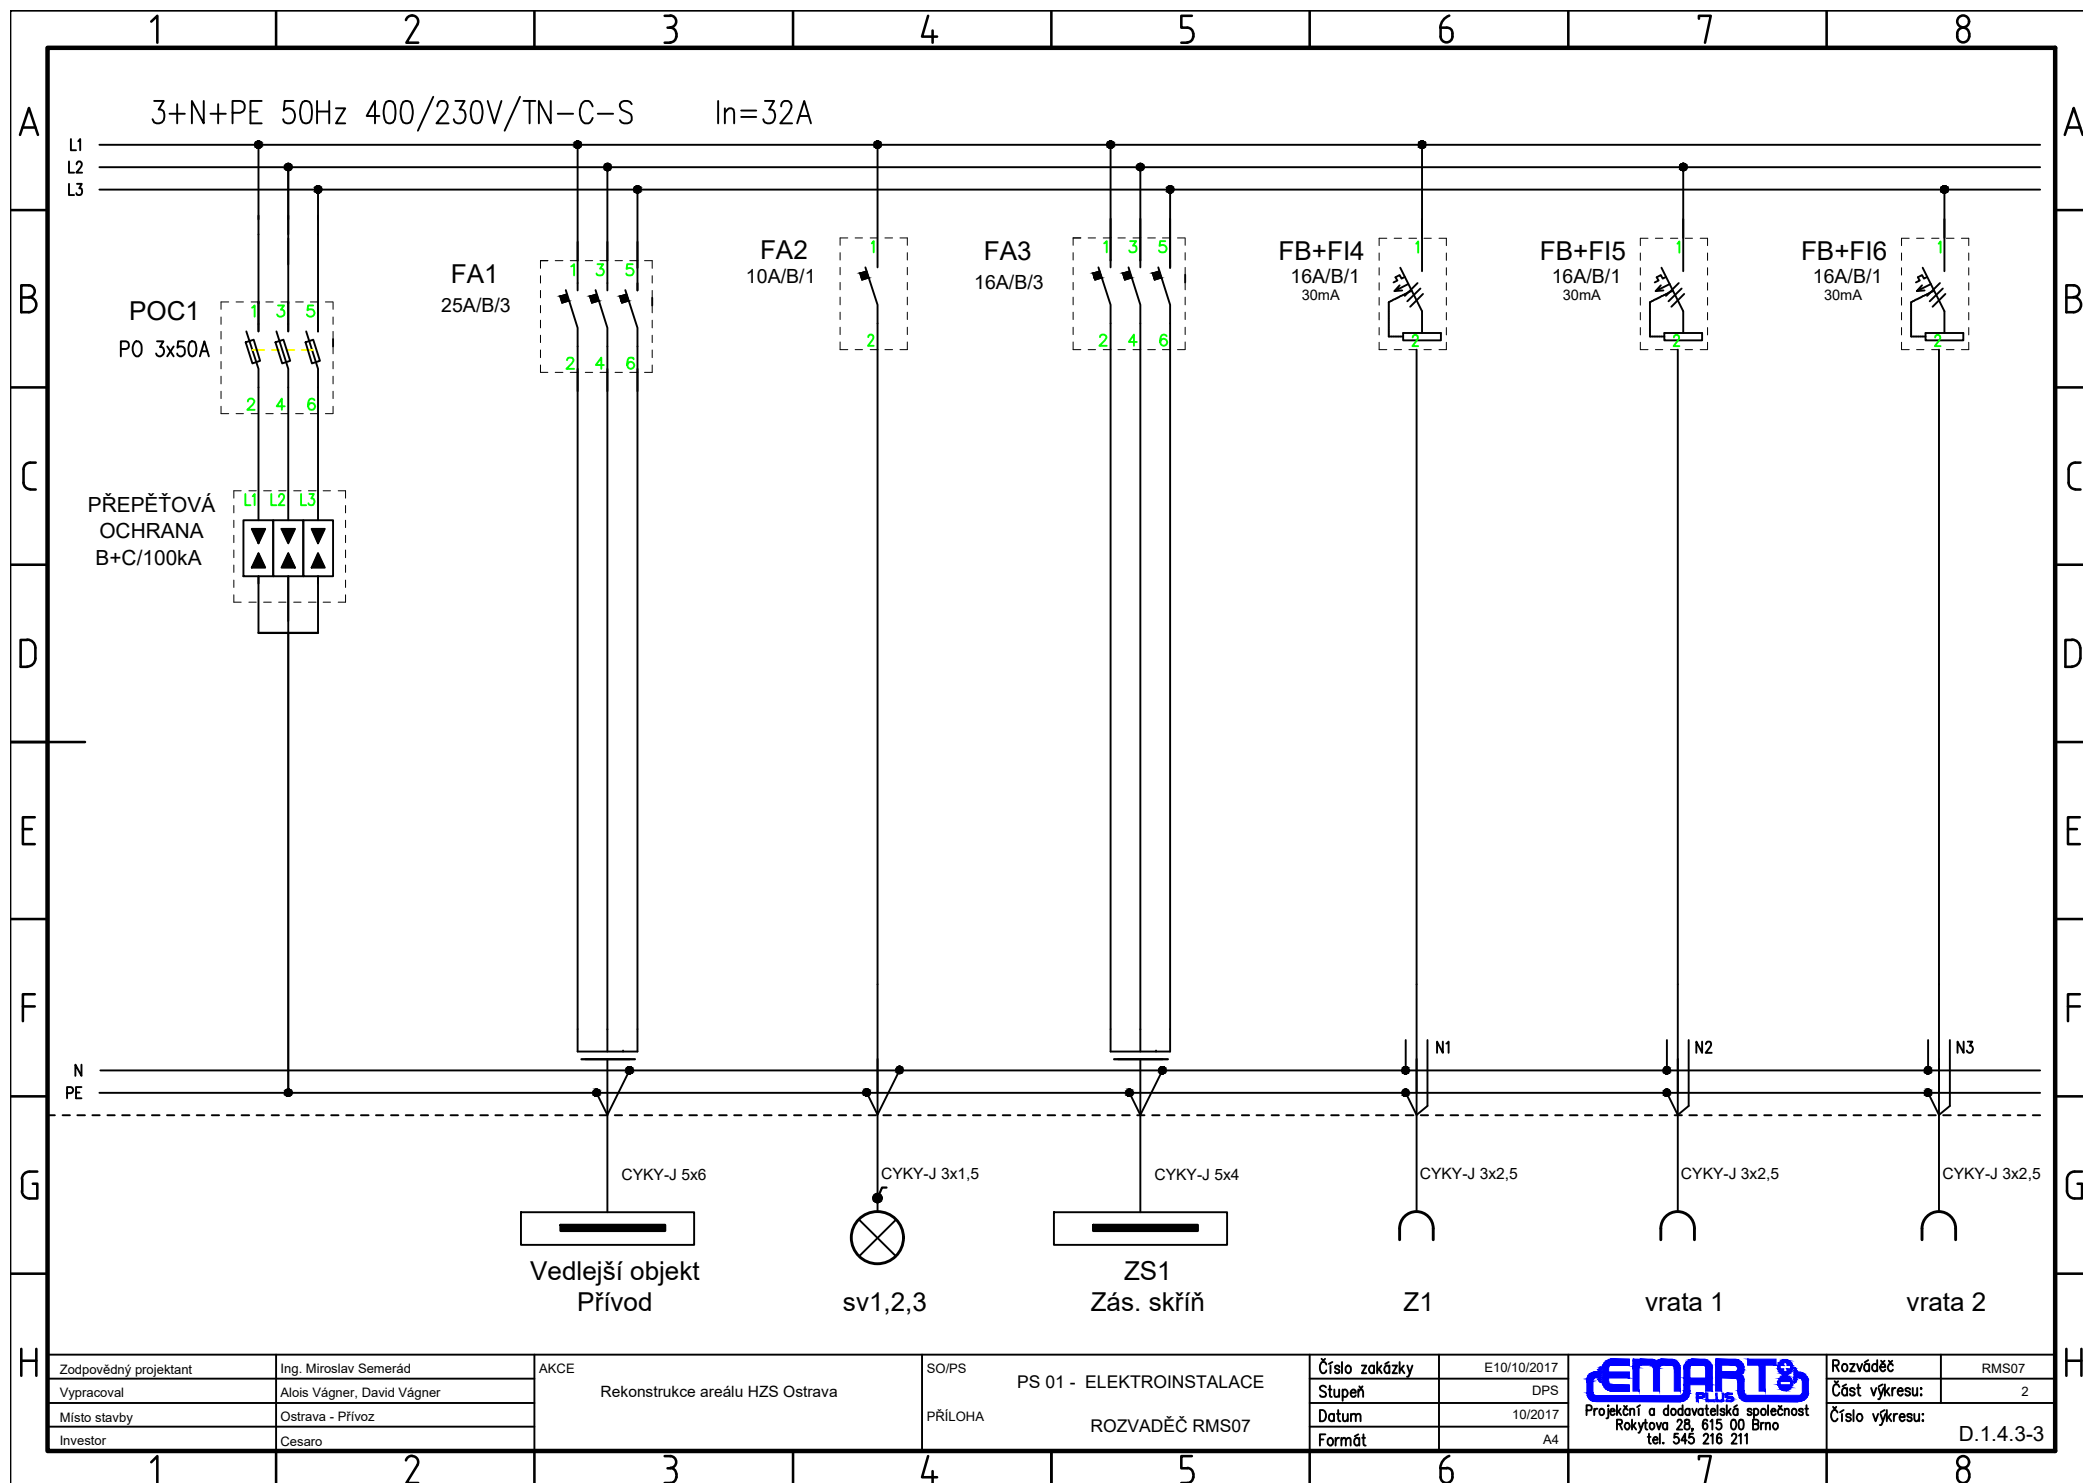 1 2 3 4 5 6 7 8
A A
3+N+PE 50Hz 400/230V/TN-C-S In=32A
L1
L2
L3
B B
POC1
PO 3x50A
1 3 5
2 4 6
FA1
25A/B/3
1 3 5
2 4 6
FA2
10A/B/1
1
2
FA3
16A/B/3
1 3 5
2 4 6
FB+FI4
16A/B/1
30mA
1
2
FB+FI5
16A/B/1
30mA
1
2
FB+FI6
16A/B/1
30mA
1
2
C C
PŘEPĚŤOVÁ
OCHRANA
B+C/100kA
L1 L2 L3
D D
E E
F F
N1 N2 N3
N
PE
G G
CYKY-J 5x6 CYKY-J 3x1,5 CYKY-J 5x4 CYKY-J 3x2,5 CYKY-J 3x2,5 CYKY-J 3x2,5
Vedlejší objekt
Přívod
sv1,2,3
ZS1
Zás. skříň
Z1
vrata 1
vrata 2
H H
Zodpovědný projektant Ing. Miroslav Semerád
Vypracoval Alois Vágner, David Vágner
Místo stavby Ostrava - Přívoz
Investor Cesaro
AKCE
Rekonstrukce areálu HZS Ostrava
SO/PS
PS 01 - ELEKTROINSTALACE
PŘÍLOHA
ROZVADĚČ RMS07
Číslo zakázky E10/10/2017
Stupeň DPS
Datum 10/2017
Formát A4
EMART
PLUS
Projekční a dodavatelská společnost
Rokytova 28, 615 00 Brno
tel. 545 216 211
Rozváděč RMS07
Část výkresu: 2
Číslo výkresu:
D.1.4.3-3
1 2 3 4 5 6 7 8